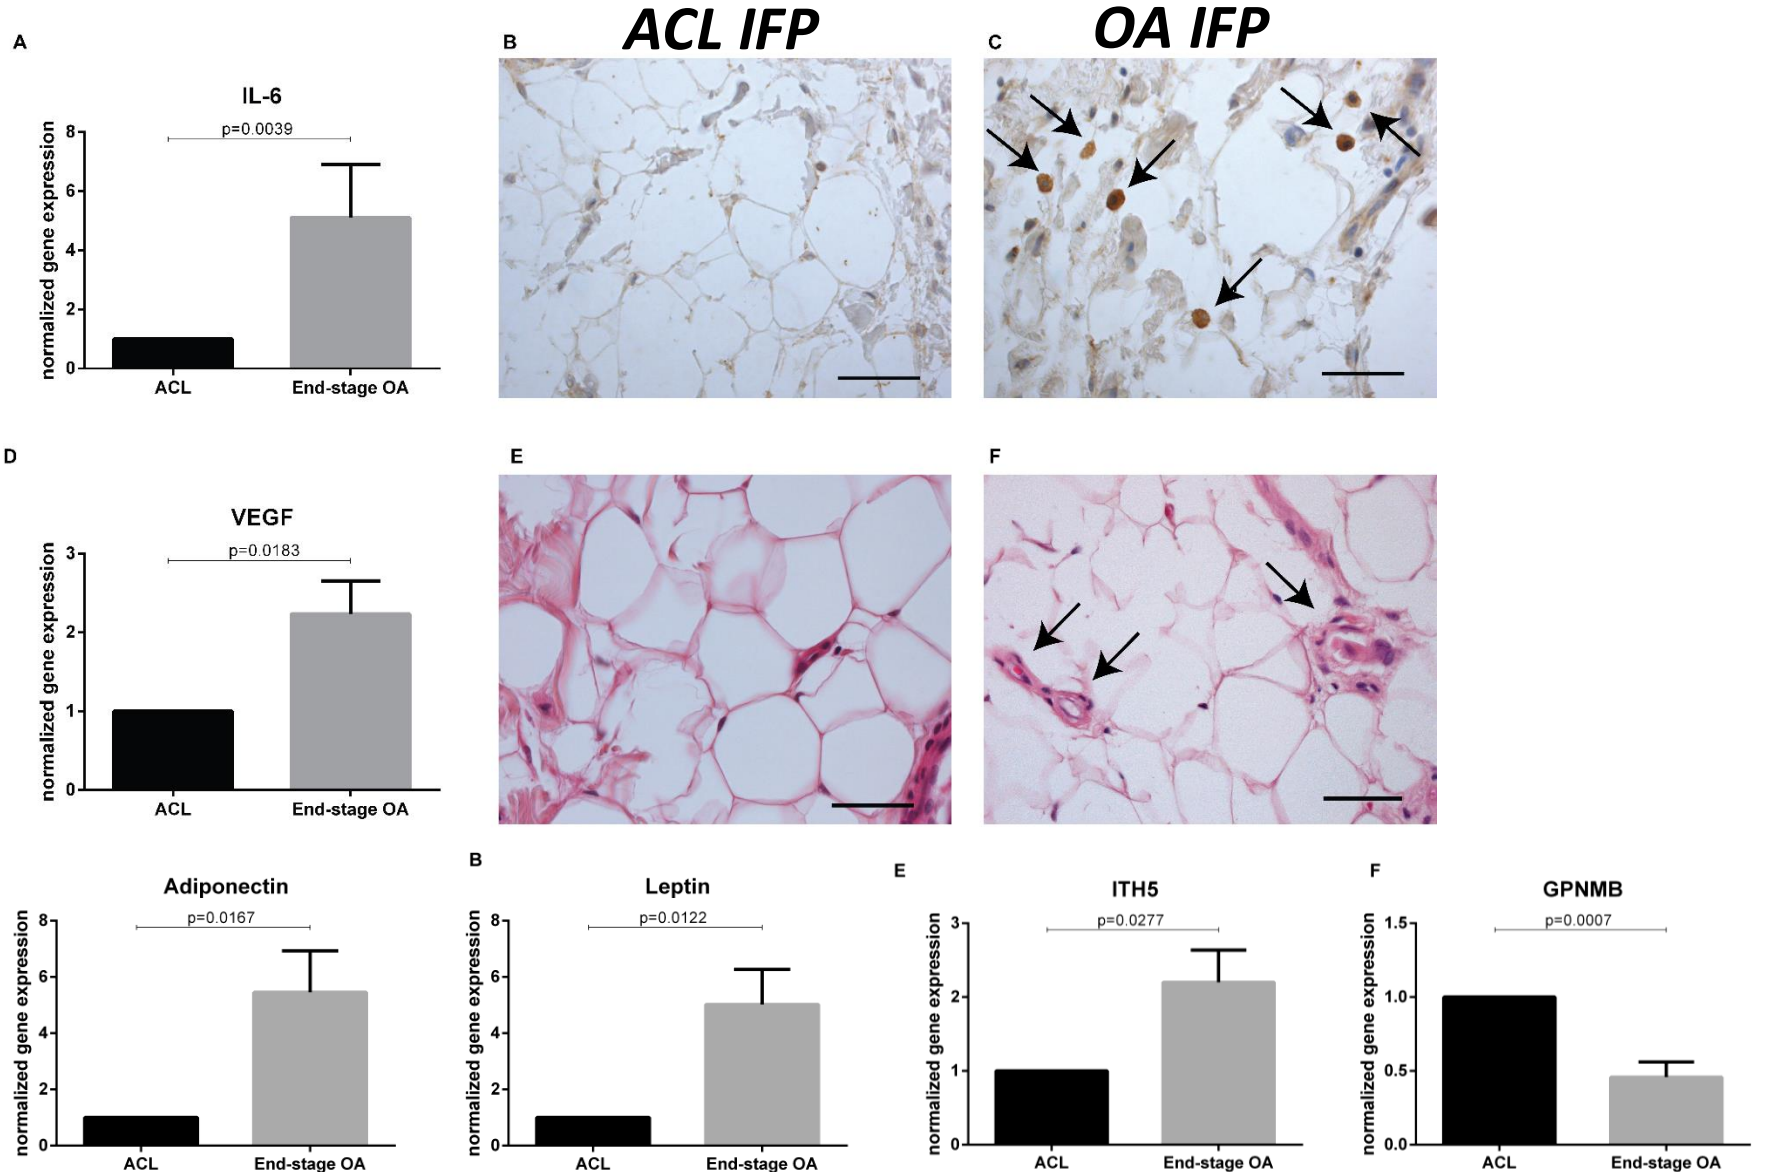 ACL IFP
OA IFP
A
B
C
IL-6
p=0.0039
normalized gene expression
8
6
4
2
0
ACL
End-stage OA
D
E
F
VEGF
p=0.0183
normalized gene expression
3
2
1
0
ACL
End-stage OA
Adiponectin
p=0.0167
normalized gene expression
8
6
4
2
0
ACL
End-stage OA
B
Leptin
p=0.0122
normalized gene expression
8
6
4
2
0
ACL
End-stage OA
E
ITH5
p=0.0277
normalized gene expression
3
2
1
0
ACL
End-stage OA
F
GPNMB
p=0.0007
normalized gene expression
1.5
1.0
0.5
0.0
ACL
End-stage OA